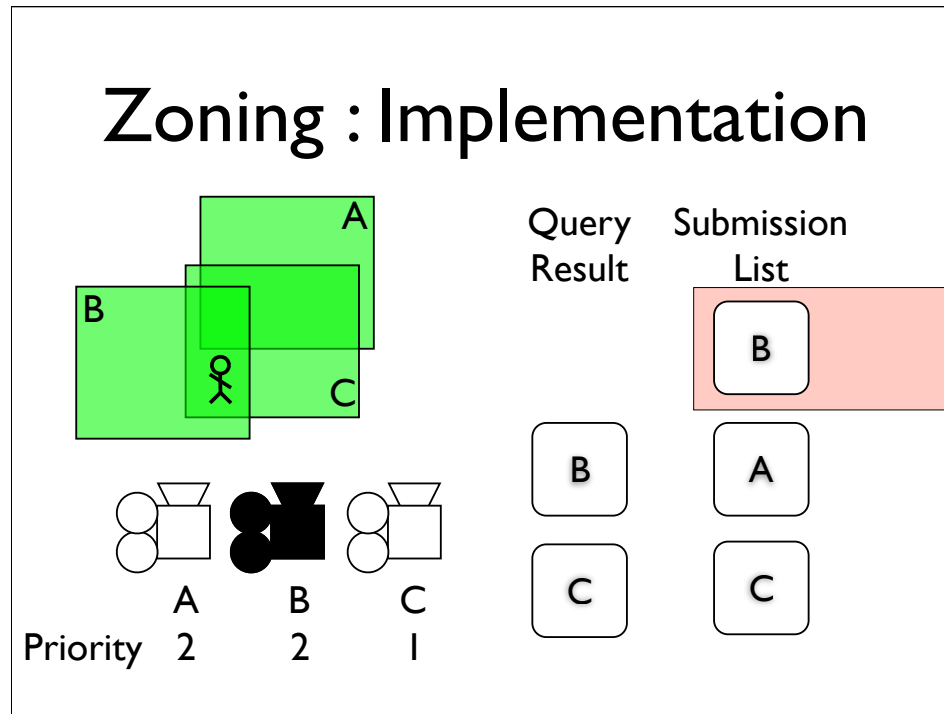 Zoning : Implementation
A
B
C
Query Result
Submission List
B
B
A
C
C
A B C
Priority 2 2 1